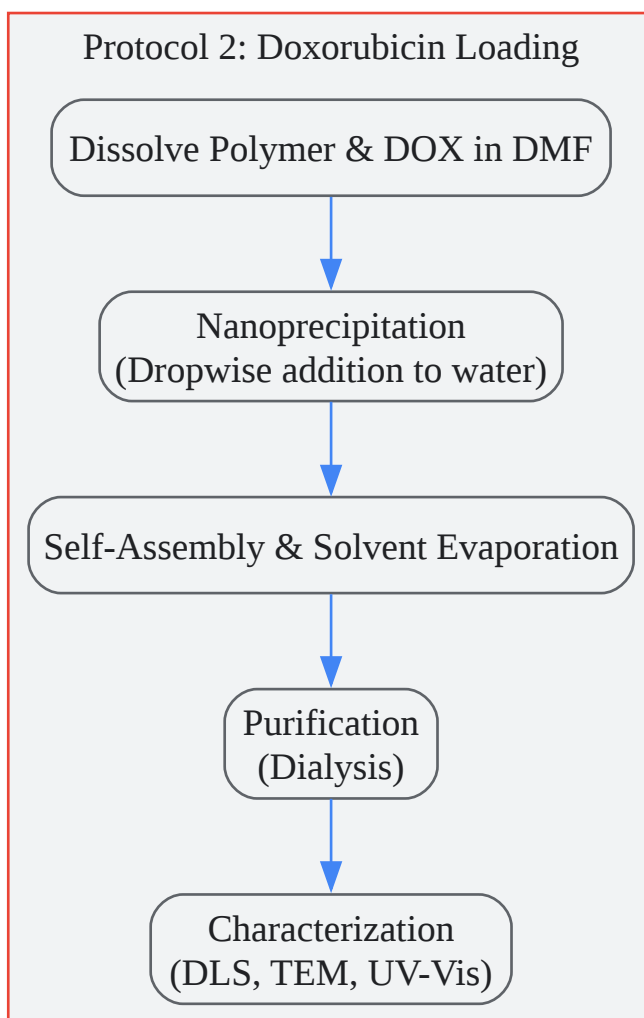 Protocol 2: Doxorubicin Loading
Dissolve Polymer & DOX in DMF
Nanoprecipitation
(Dropwise addition to water)
Self-Assembly & Solvent Evaporation
Purification
(Dialysis)
Characterization
(DLS, TEM, UV-Vis)